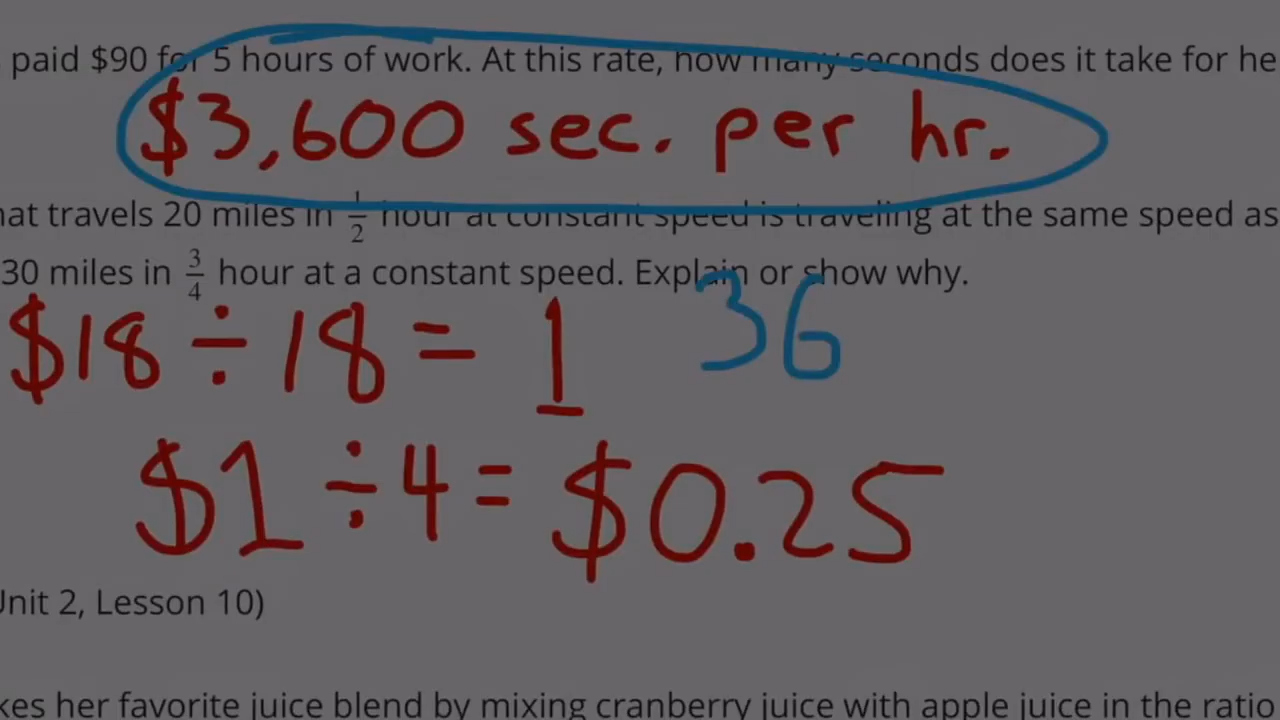 paid $90 for 5 hours of work. At this rate, how many seconds does it take for he
$3,600 sec. per hr.
hat travels 20 miles in 1/2 hour at constant speed is traveling at the same speed as
30 miles in 3/4 hour at a constant speed. Explain or show why.
36
$18 ÷ 18 = 1
$1 ÷ 4 = $0.25
Unit 2, Lesson 10)
kes her favorite juice blend by mixing cranberry juice with apple juice in the ratio